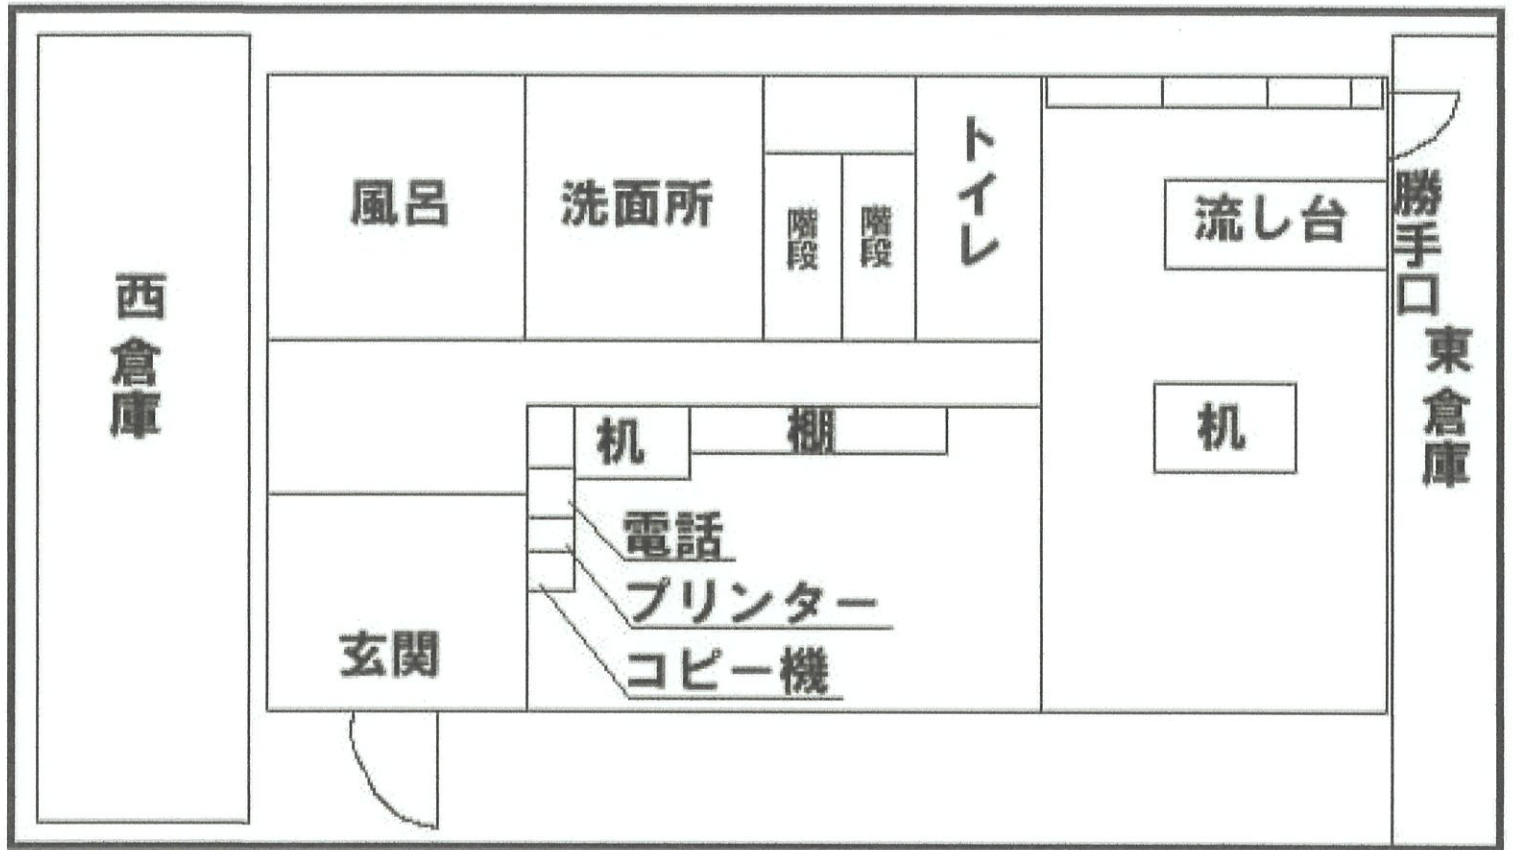 西倉庫
風呂
洗面所
階段
階段
トイレ
流し台
勝手口
東倉庫
机
棚
机
電話
プリンター
コピー機
玄関